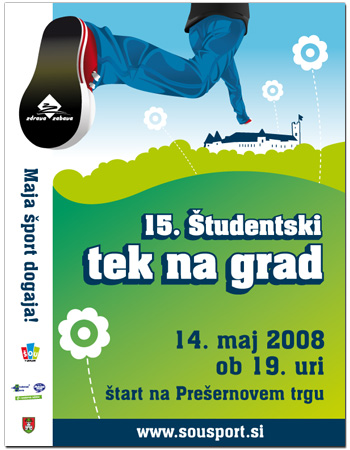 zdrava zabava
15. Študentski
tek na grad
14. maj 2008
ob 19. uri
štart na Prešernovem trgu
www.sousport.si
Maja šport dogaja!
ŠOU